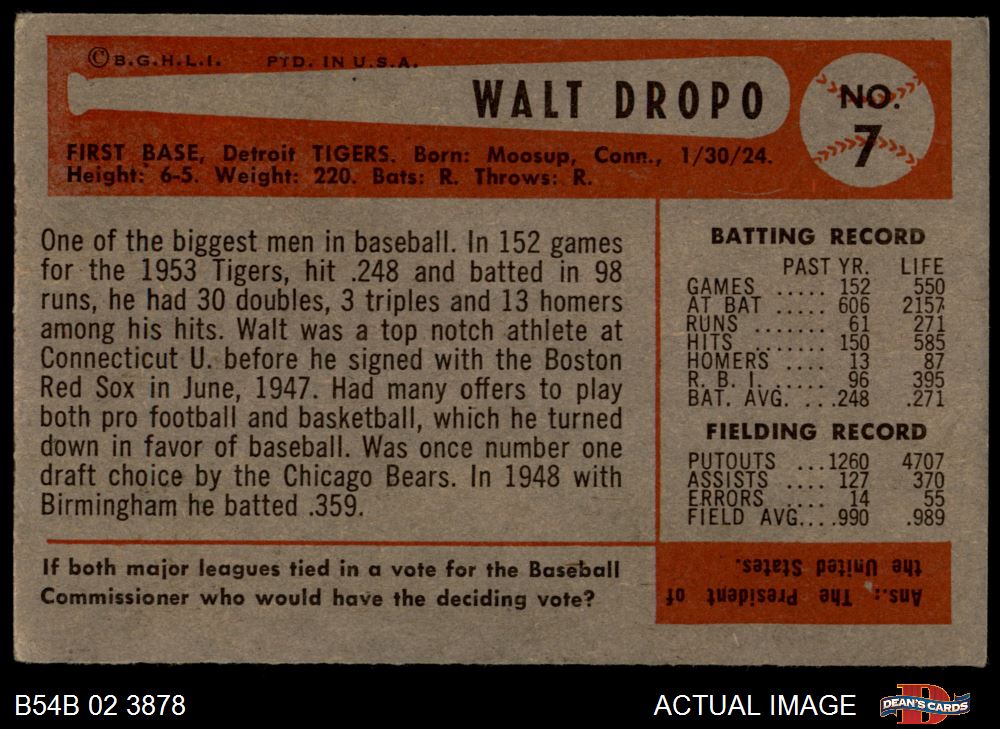 ©B.G.H.L.I. PTD. IN U.S.A.
WALT DROPO
NO.
7
FIRST BASE, Detroit TIGERS. Born: Moosup, Conn., 1/30/24.
Height: 6-5. Weight: 220. Bats: R. Throws: R.
One of the biggest men in baseball. In 152 games
for the 1953 Tigers, hit .248 and batted in 98
runs, he had 30 doubles, 3 triples and 13 homers
among his hits. Walt was a top notch athlete at
Connecticut U. before he signed with the Boston
Red Sox in June, 1947. Had many offers to play
both pro football and basketball, which he turned
down in favor of baseball. Was once number one
draft choice by the Chicago Bears. In 1948 with
Birmingham he batted .359.
BATTING RECORD
PAST YR. LIFE
GAMES ..... 152 550
AT BAT ..... 606 2157
RUNS ....... 61 271
HITS ....... 150 585
HOMERS .... 13 87
R. B. I. ..... 96 395
BAT. AVG. ....248 .271
FIELDING RECORD
PUTOUTS ...1260 4707
ASSISTS .... 127 370
ERRORS .... 14 55
FIELD AVG....990 .989
If both major leagues tied in a vote for the Baseball
Commissioner who would have the deciding vote?
Ans.: The President of
the United States.
B54B 02 3878
ACTUAL IMAGE
D
DEAN'S CARDS